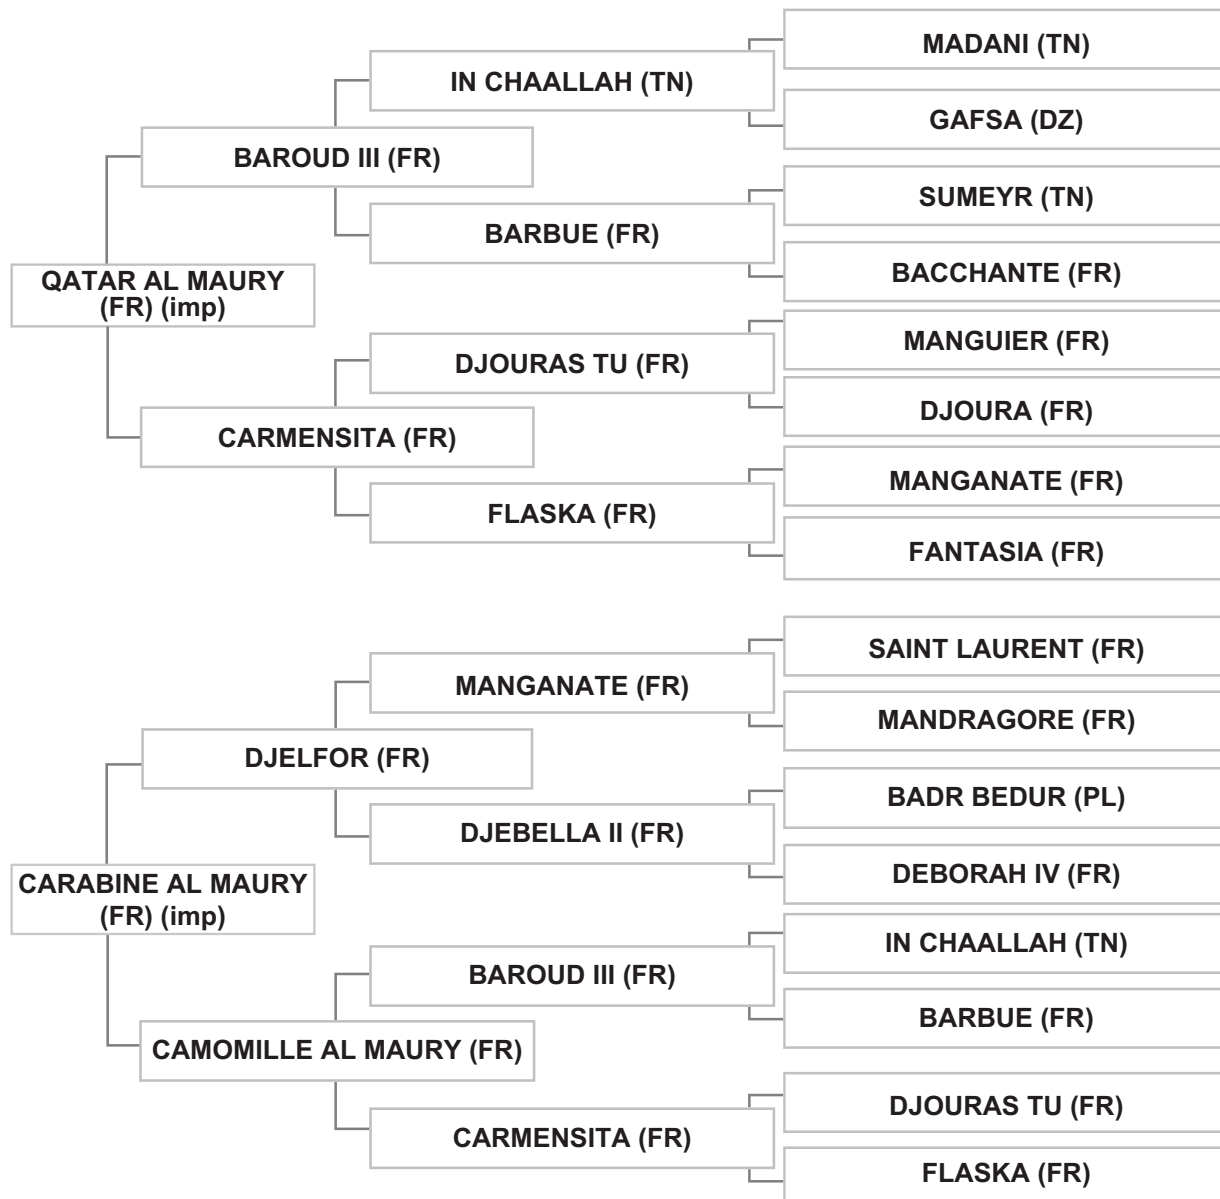 MADANI (TN)
IN CHAALLAH (TN)
GAFSA (DZ)
BAROUD III (FR)
SUMEYR (TN)
BARBUE (FR)
BACCHANTE (FR)
QATAR AL MAURY
(FR) (imp)
MANGUIER (FR)
DJOURAS TU (FR)
DJOURA (FR)
CARMENSITA (FR)
MANGANATE (FR)
FLASKA (FR)
FANTASIA (FR)
SAINT LAURENT (FR)
MANGANATE (FR)
MANDRAGORE (FR)
DJELFOR (FR)
BADR BEDUR (PL)
DJEBELLA II (FR)
DEBORAH IV (FR)
CARABINE AL MAURY
(FR) (imp)
IN CHAALLAH (TN)
BAROUD III (FR)
BARBUE (FR)
CAMOMILLE AL MAURY (FR)
DJOURAS TU (FR)
CARMENSITA (FR)
FLASKA (FR)